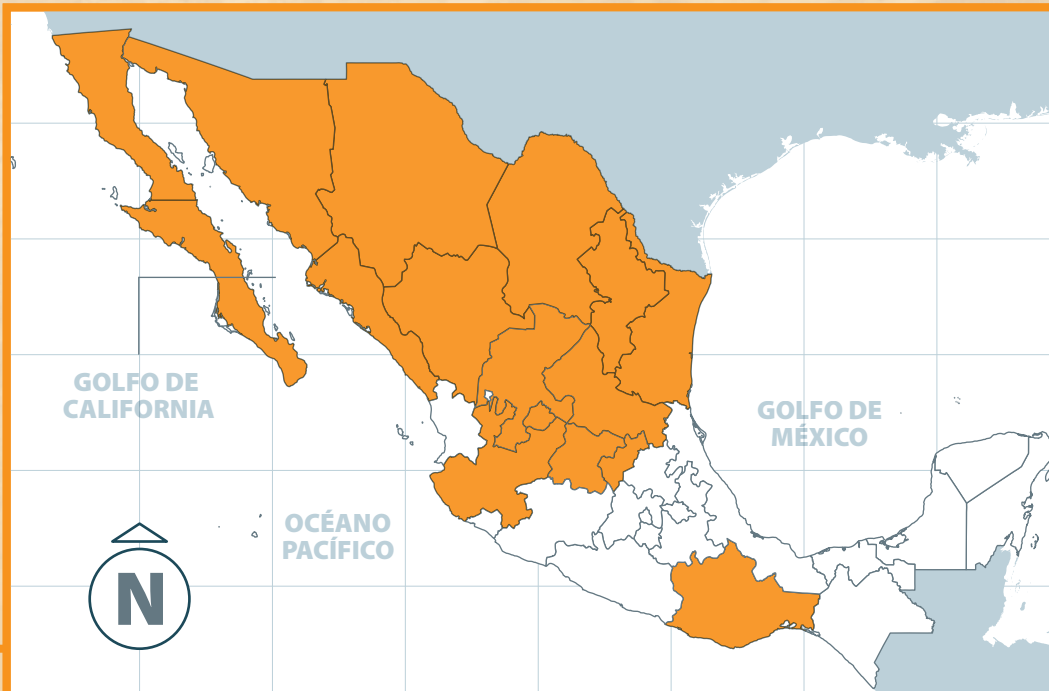 GOLFO DE
CALIFORNIA
GOLFO DE
MÉXICO
OCÉANO
PACÍFICO
N